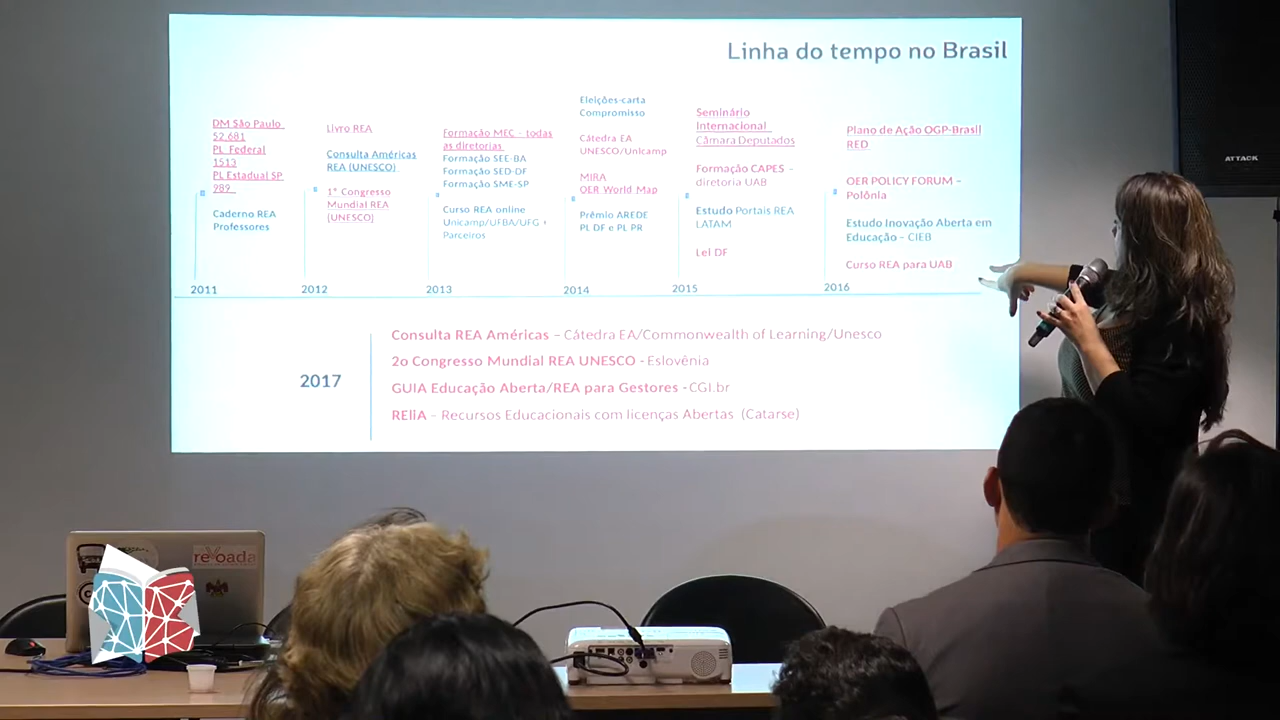 Linha do tempo no Brasil
DM São Paulo
52.681
PL Federal
1513
PL Estadual SP
989
Caderno REA
Professores
2011
Livro REA
Consulta Américas
REA (UNESCO)
1º Congresso
Mundial REA
(UNESCO)
2012
Formação MEC - todas
as diretorias
Formação SEE-BA
Formação SED-DF
Formação SME-SP
Curso REA online
Unicamp/UFBA/UFG +
Parceiros
2013
Eleições-carta
Compromisso
Cátedra EA
UNESCO/Unicamp
MIRA
OER World Map
Prêmio AREDE
PL DF e PL PR
2014
Seminário
Internacional
Câmara Deputados
Formação CAPES –
diretoria UAB
Estudo Portais REA
LATAM
Lei DF
2015
Plano de Ação OGP-Brasil
RED
OER POLICY FORUM –
Polônia
Estudo Inovação Aberta em
Educação – CIEB
Curso REA para UAB
2016
2017
Consulta REA Américas – Cátedra EA/Commonwealth of Learning/Unesco
2o Congresso Mundial REA UNESCO - Eslovênia
GUIA Educação Aberta/REA para Gestores - CGI.br
RELiA – Recursos Educacionais com licenças Abertas (Catarse)
ATTACK
revoada